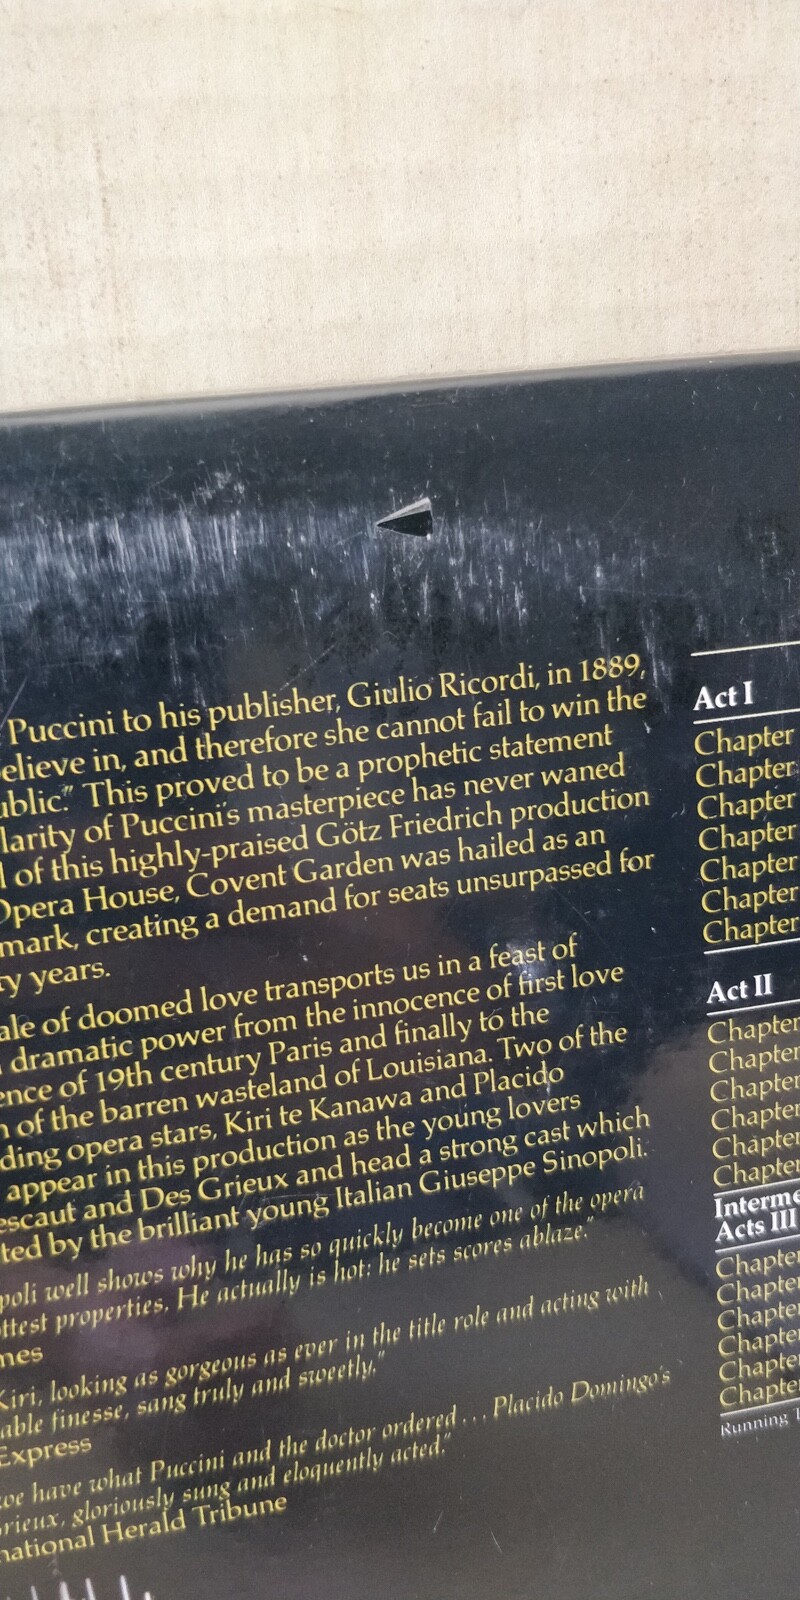 Puccini to his publisher, Giulio Ricordi, in 1889,
elieve in, and therefore she cannot fail to win the
ublic." This proved to be a prophetic statement
larity of Puccini's masterpiece has never waned
l of this highly-praised Götz Friedrich production
Opera House, Covent Garden was hailed as an
mark, creating a demand for seats unsurpassed for
ty years.
ale of doomed love transports us in a feast of
dramatic power from the innocence of first love
ence of 19th century Paris and finally to the
n of the barren wasteland of Louisiana. Two of the
ding opera stars, Kiri te Kanawa and Placido
appear in this production as the young lovers
escaut and Des Grieux and head a strong cast which
ted by the brilliant young Italian Giuseppe Sinopoli.
poli well shows why he has so quickly become one of the opera
ottest properties. He actually is hot: he sets scores ablaze."
mes
Kiri, looking as gorgeous as ever in the title role and acting with
able finesse, sang truly and sweetly."
Express
we have what Puccini and the doctor ordered... Placido Domingo's
rieux, gloriously sung and eloquently acted."
national Herald Tribune
Act I
Chapter
Chapter
Chapter
Chapter
Chapter
Chapter
Chapter
Act II
Chapter
Chapter
Chapter
Chapter
Chapter
Chapter
Interme
Acts III
Chapter
Chapter
Chapter
Chapter
Chapter
Chapter
Running T